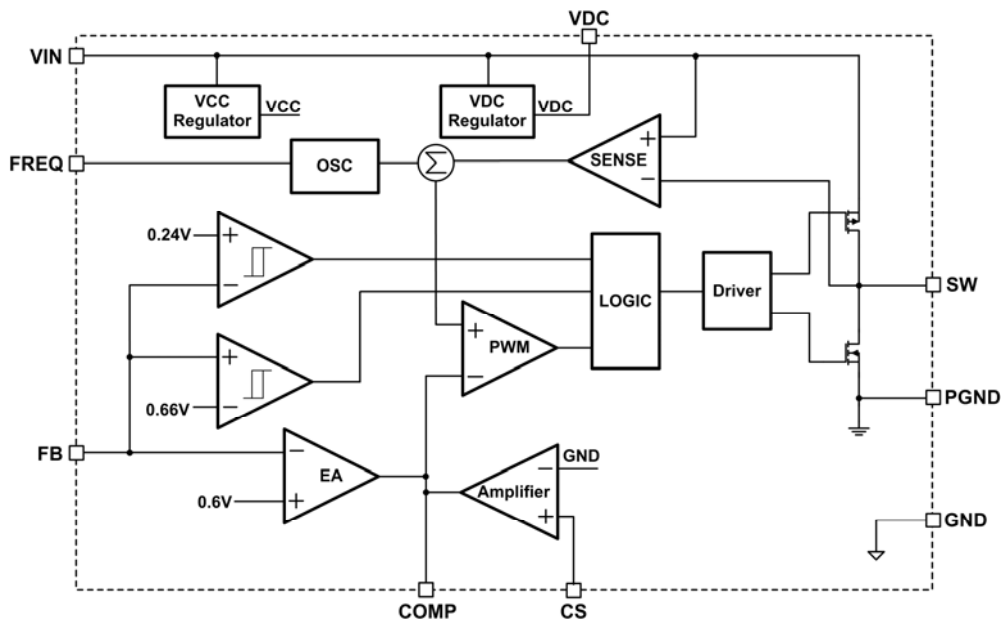 VDC
VIN
VCC
Regulator
VCC
VDC
Regulator
VDC
FREQ
OSC
Σ
SENSE
+
−
0.24V
+
−
LOGIC
Driver
SW
+
PWM
−
+
0.66V
−
PGND
FB
−
EA
0.6V
+
GND
−
Amplifier
+
GND
COMP
CS